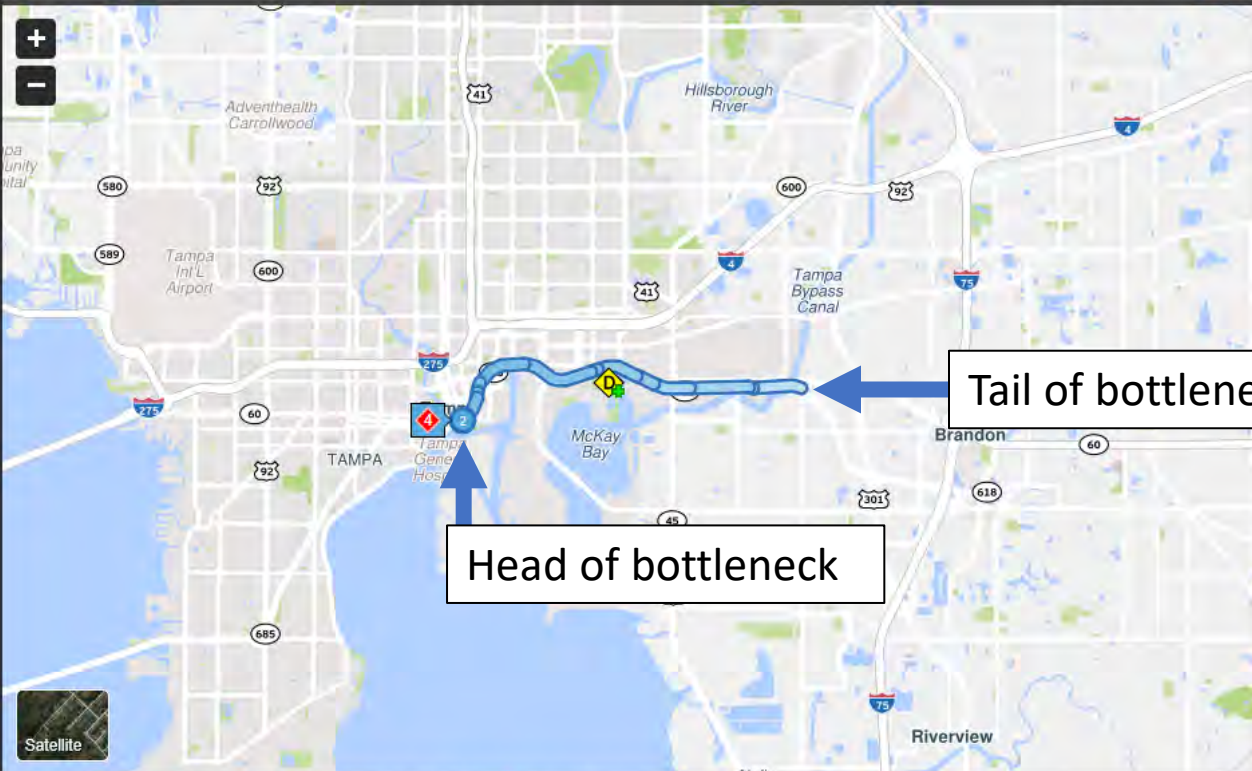 +
−
41
Hillsborough
River
Adventhealth
Carrollwood
4
580
92
600
92
589
Tampa
Int'L
Airport
600
4
41
Tampa
Bypass
Canal
75
275
D
275
60
4
2
Tail of bottlene
McKay
Bay
Brandon
60
TAMPA
92
301
618
45
Head of bottleneck
685
75
Satellite
Riverview